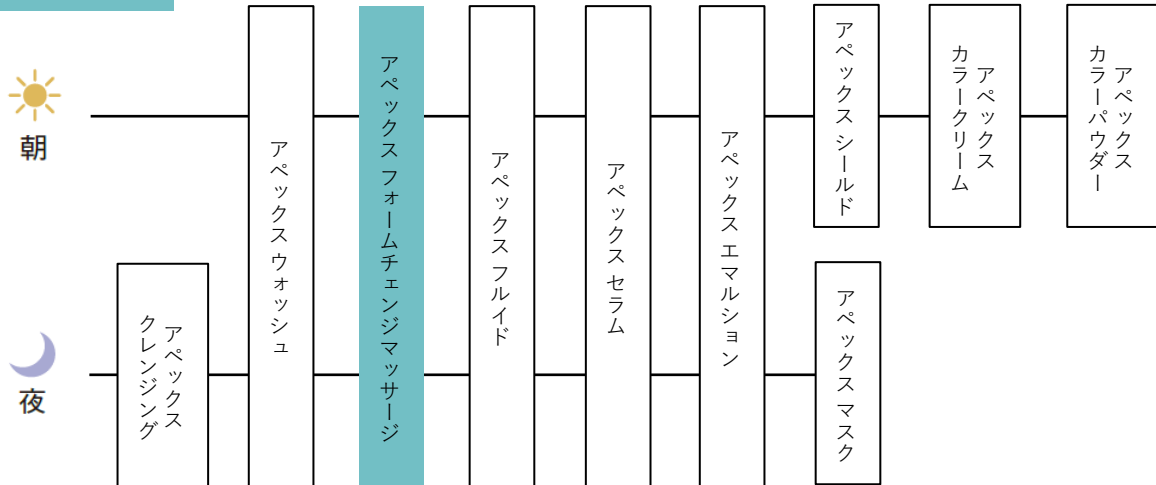 朝
夜
アペックス
クレンジング
アペックス ウォッシュ
アペックス フォームチェンジマッサージ
アペックス フルイド
アペックス セラム
アペックス エマルション
アペックス シールド
アペックス マスク
アペックス
カラークリーム
アペックス
カラーパウダー